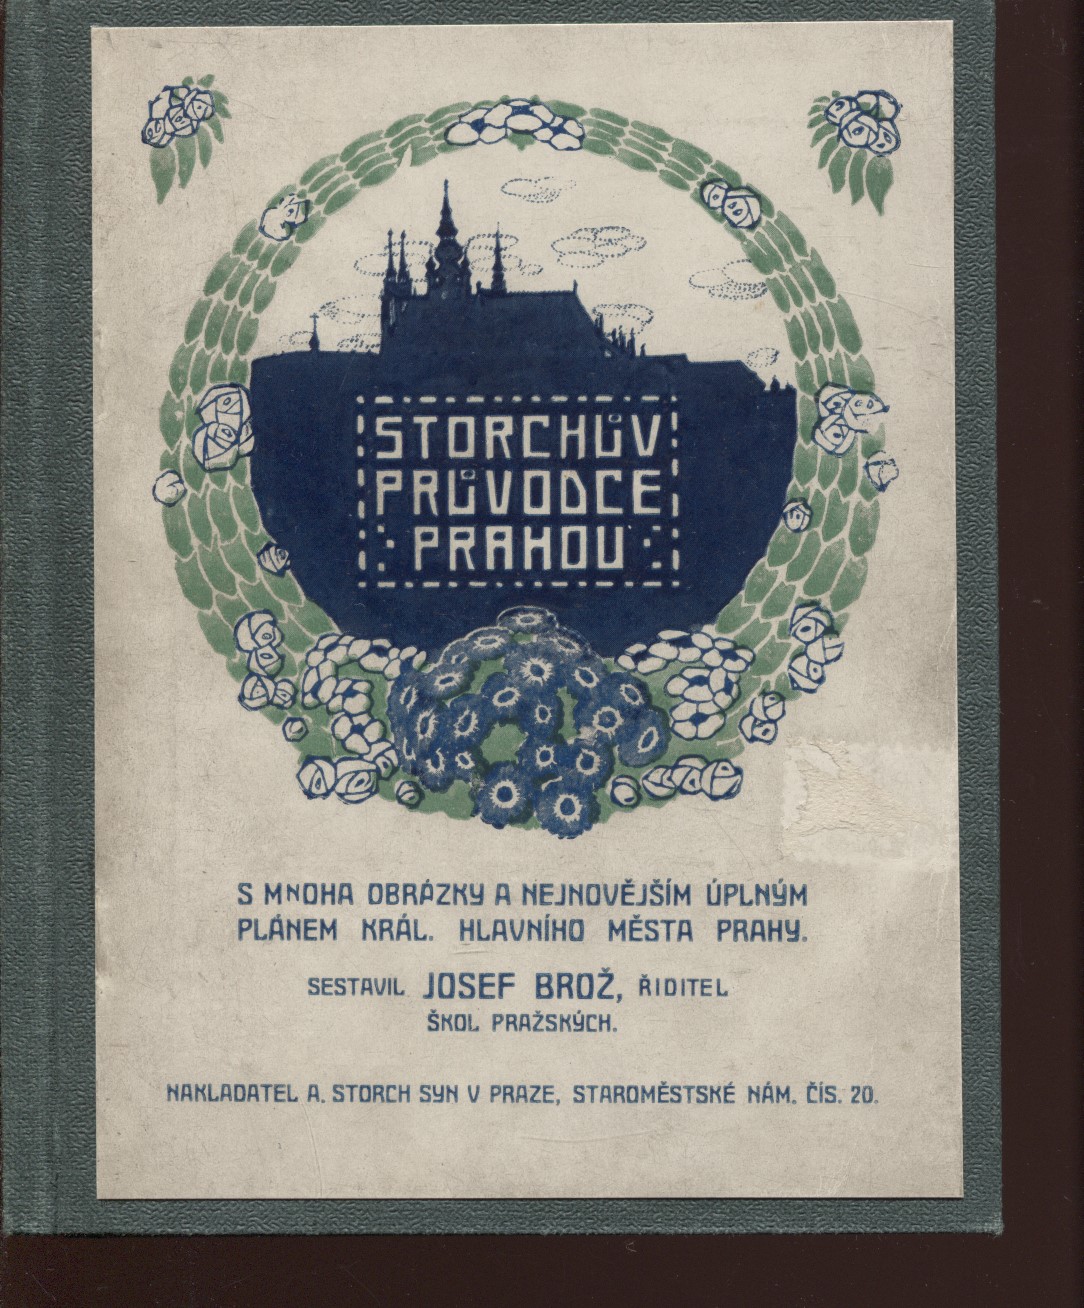 STORCHŮV
PRŮVODCE
PRAHOU
S MNOHA OBRÁZKY A NEJNOVĚJŠÍM ÚPLNÝM
PLÁNEM KRÁL. HLAVNÍHO MĚSTA PRAHY.
SESTAVIL JOSEF BROŽ, ŘIDITEL
ŠKOL PRAŽSKÝCH.
NAKLADATEL A. STORCH SYN V PRAZE, STAROMĚSTSKÉ NÁM. ČÍS. 20.